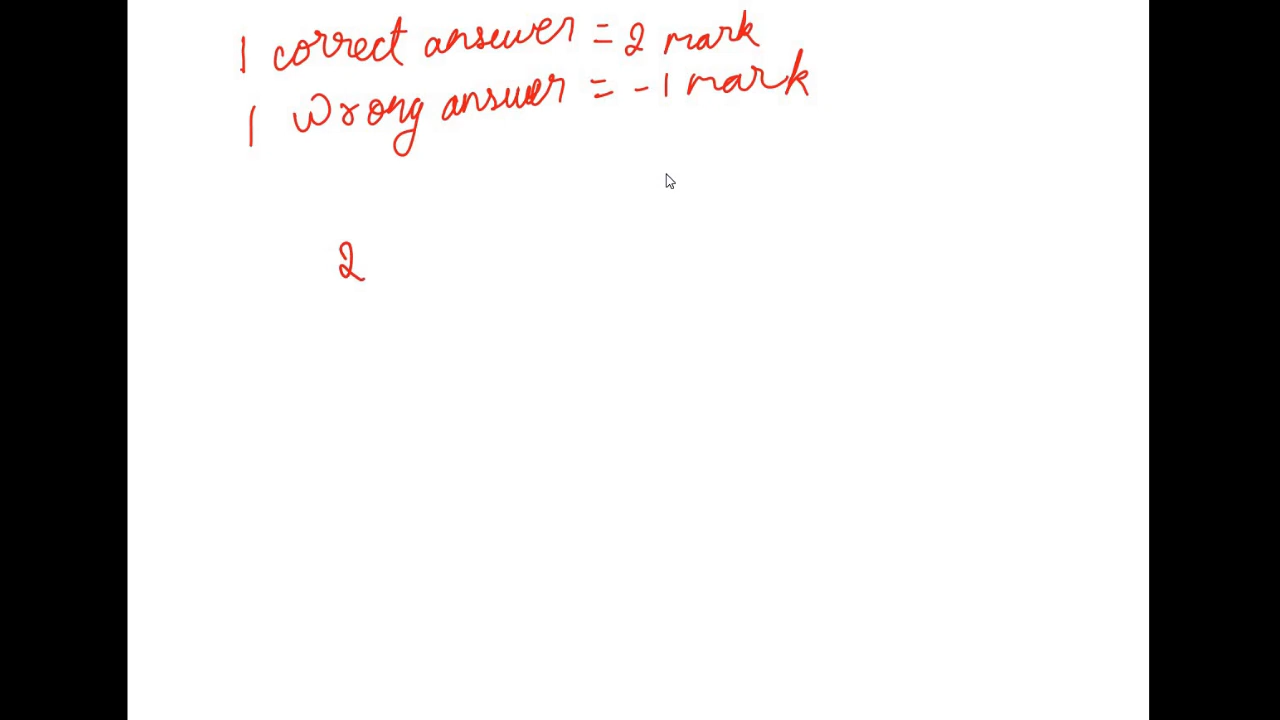 1 correct answer = 2 mark
1 wrong answer = -1 mark
2